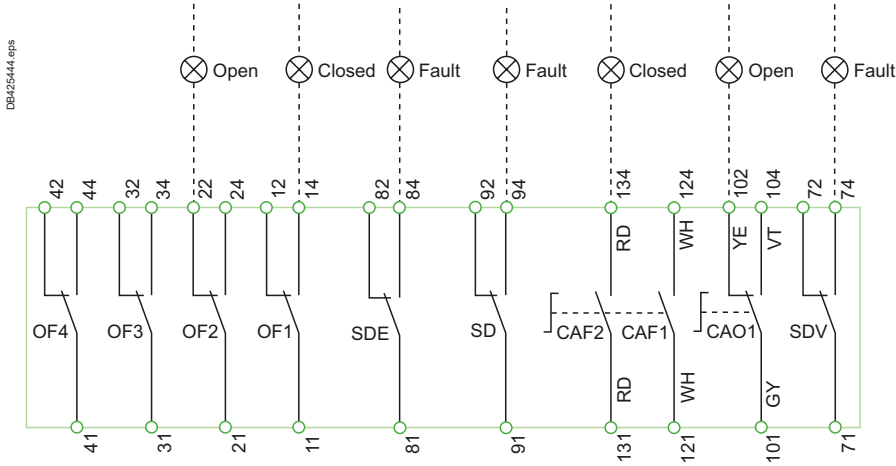 DB425444.eps
Open Closed Fault Fault Closed Open Fault
42 44 32 34 22 24 12 14 82 84 92 94 134 124 102 104 72 74
RD WH YE VT
OF4 OF3 OF2 OF1 SDE SD CAF2 CAF1 CAO1 SDV
RD WH GY
41 31 21 11 81 91 131 121 101 71